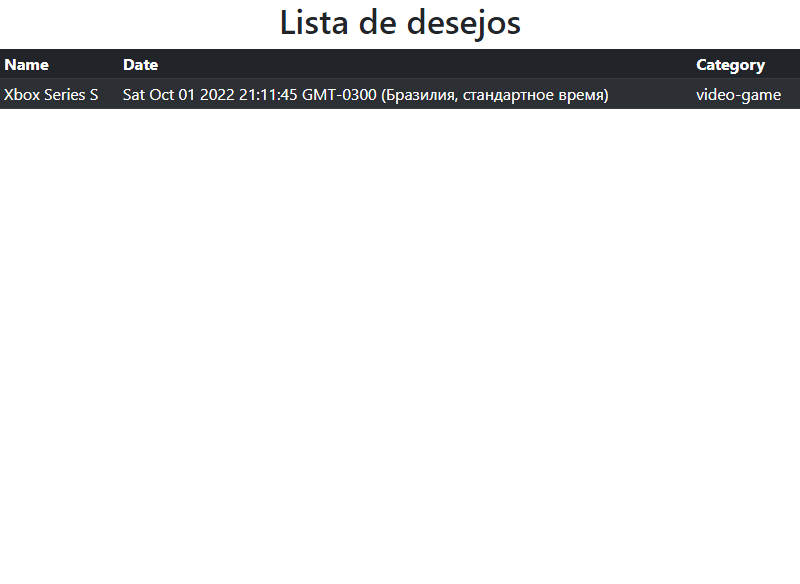 Lista de desejos
Name Date Category
Xbox Series S Sat Oct 01 2022 21:11:45 GMT-0300 (Бразилия, стандартное время) video-game